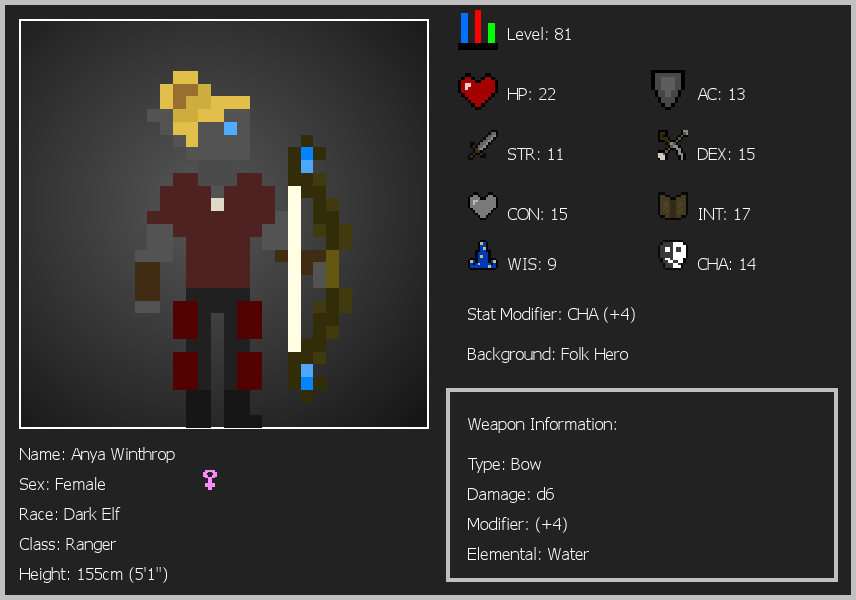 Level: 81
HP: 22
AC: 13
STR: 11
DEX: 15
CON: 15
INT: 17
WIS: 9
CHA: 14
Stat Modifier: CHA (+4)
Background: Folk Hero
Weapon Information:
Type: Bow
Damage: d6
Modifier: (+4)
Elemental: Water
Name: Anya Winthrop
Sex: Female
Race: Dark Elf
Class: Ranger
Height: 155cm (5'1")